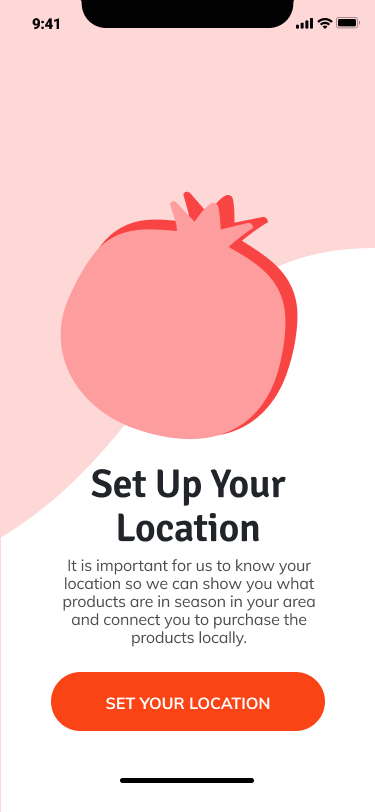 9:41
Set Up Your
Location
It is important for us to know your
location so we can show you what
products are in season in your area
and connect you to purchase the
products locally.
SET YOUR LOCATION